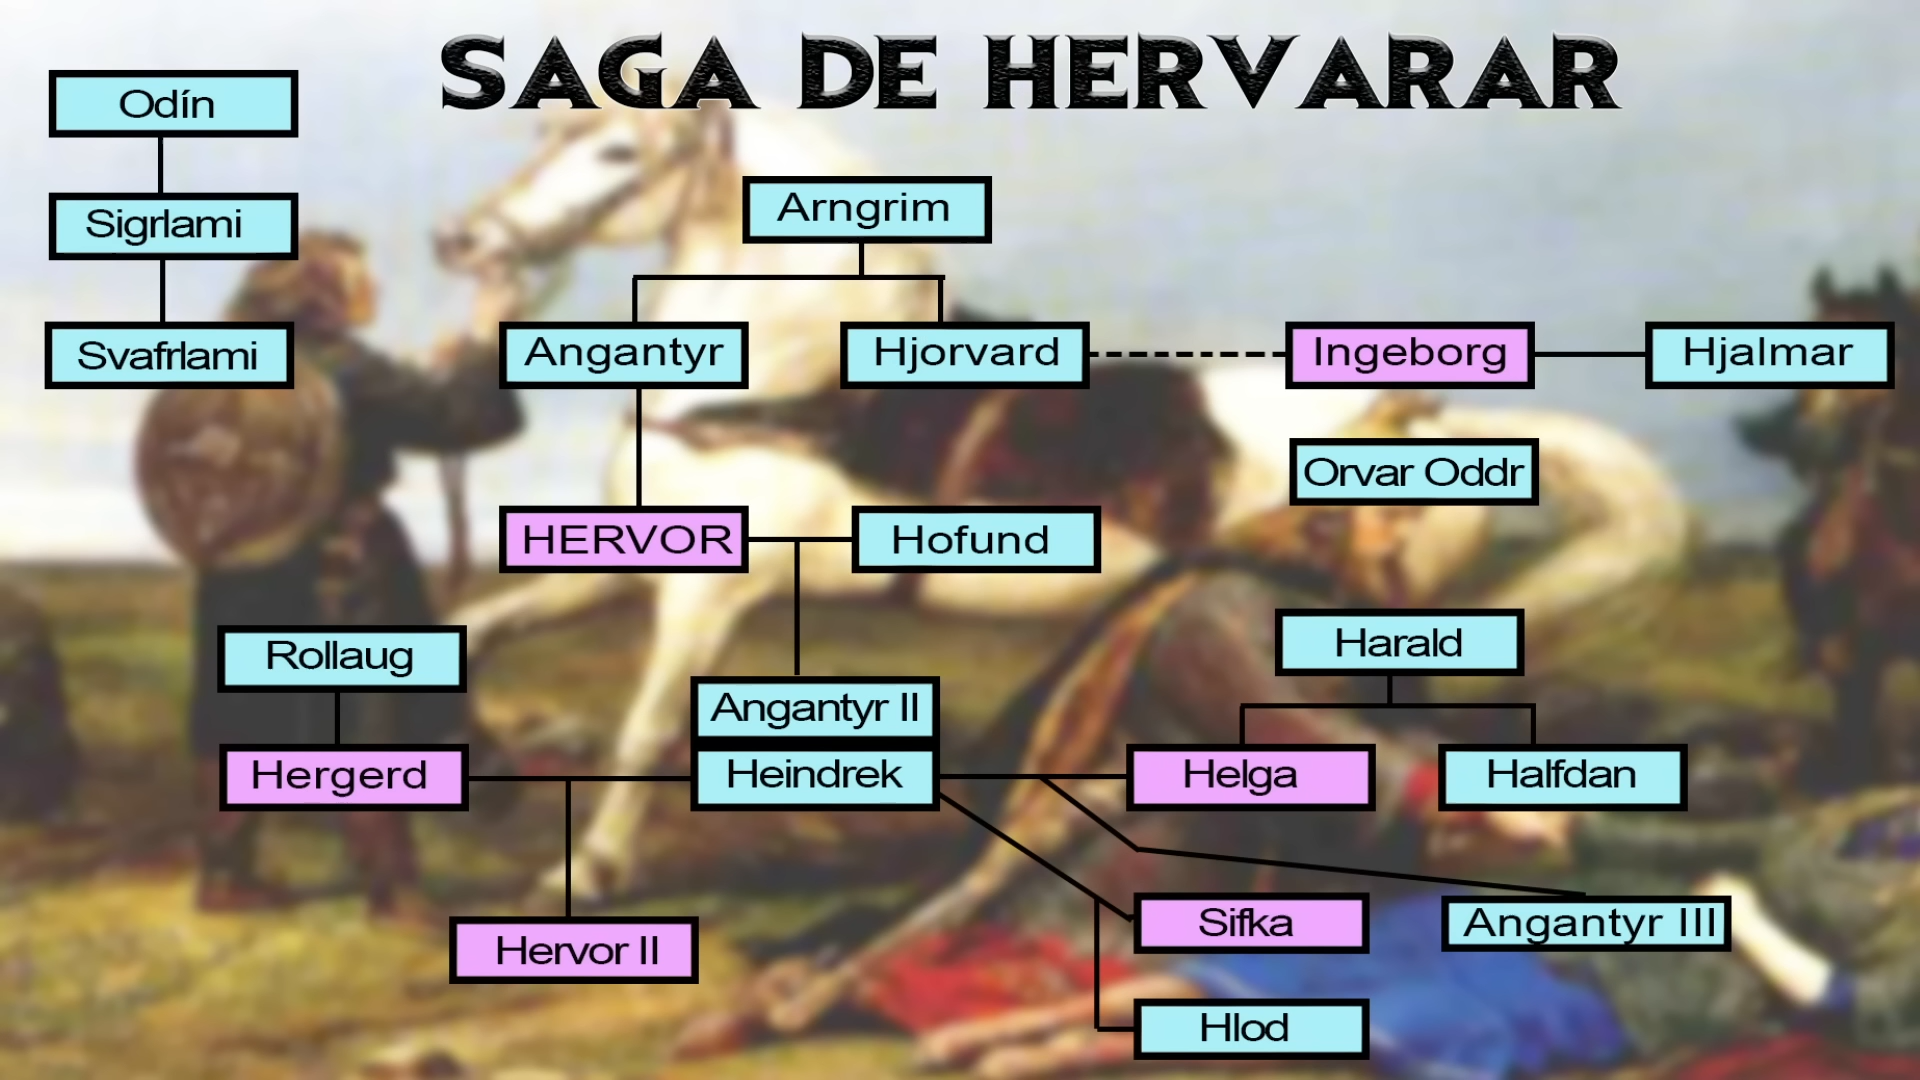 SAGA DE HERVARAR
Odín
Sigrlami
Svafrlami
Arngrim
Angantyr
Hjorvard
Ingeborg
Hjalmar
Orvar Oddr
HERVOR
Hofund
Rollaug
Harald
Angantyr II
Hergerd
Heindrek
Helga
Halfdan
Hervor II
Sifka
Angantyr III
Hlod